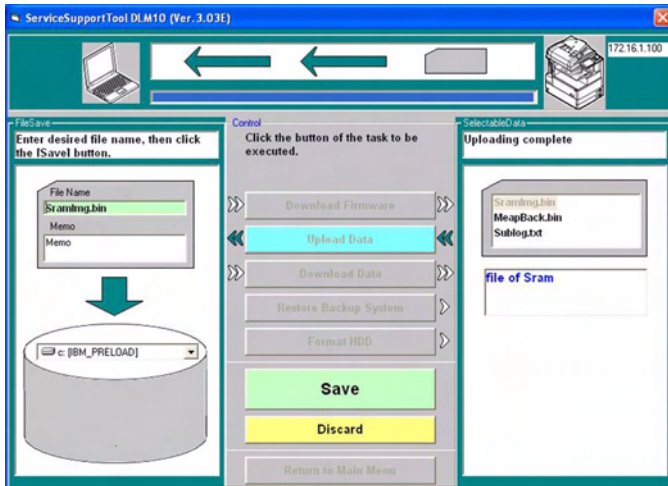 ServiceSupportTool DLM10 (Ver.3.03E)
172.16.1.100
FileSave
Enter desired file name, then click
the [Save] button.
File Name
SramImg.bin
Memo
Memo
c: [IBM_PRELOAD]
Control
Click the button of the task to be
executed.
Download Firmware
Upload Data
Download Data
Restore Backup System
Format HDD
Save
Discard
Return to Main Menu
SelectableData
Uploading complete
SramImg.bin
MeapBack.bin
Sublog.txt
file of Sram